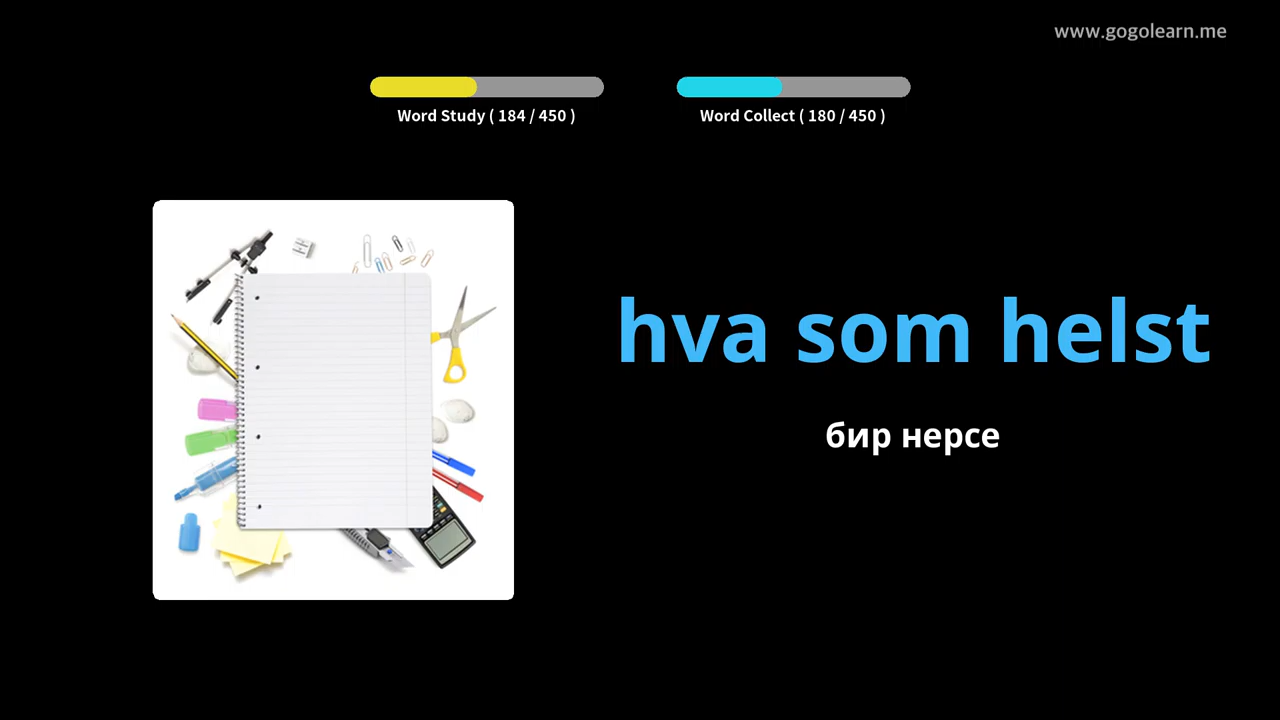 www.gogolearn.me
Word Study ( 184 / 450 )
Word Collect ( 180 / 450 )
hva som helst
бир нерсе